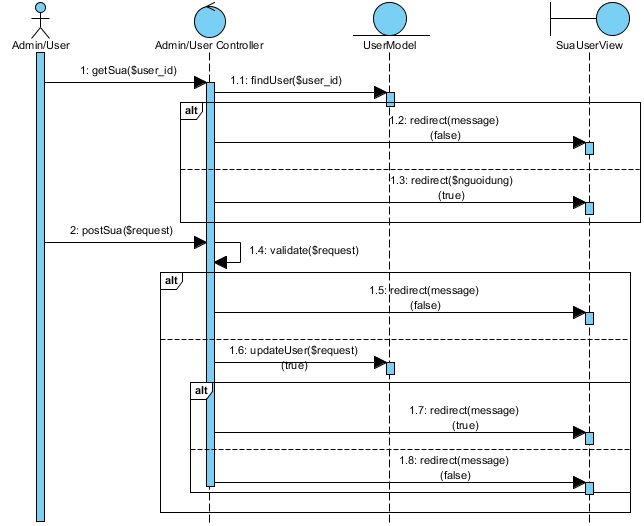 Admin/User
Admin/User Controller
UserModel
SuaUserView
1: getSua($user_id)
1.1: findUser($user_id)
alt
1.2: redirect(message)
(false)
1.3: redirect($nguoidung)
(true)
2: postSua($request)
1.4: validate($request)
alt
1.5: redirect(message)
(false)
1.6: updateUser($request)
(true)
alt
1.7: redirect(message)
(true)
1.8: redirect(message)
(false)